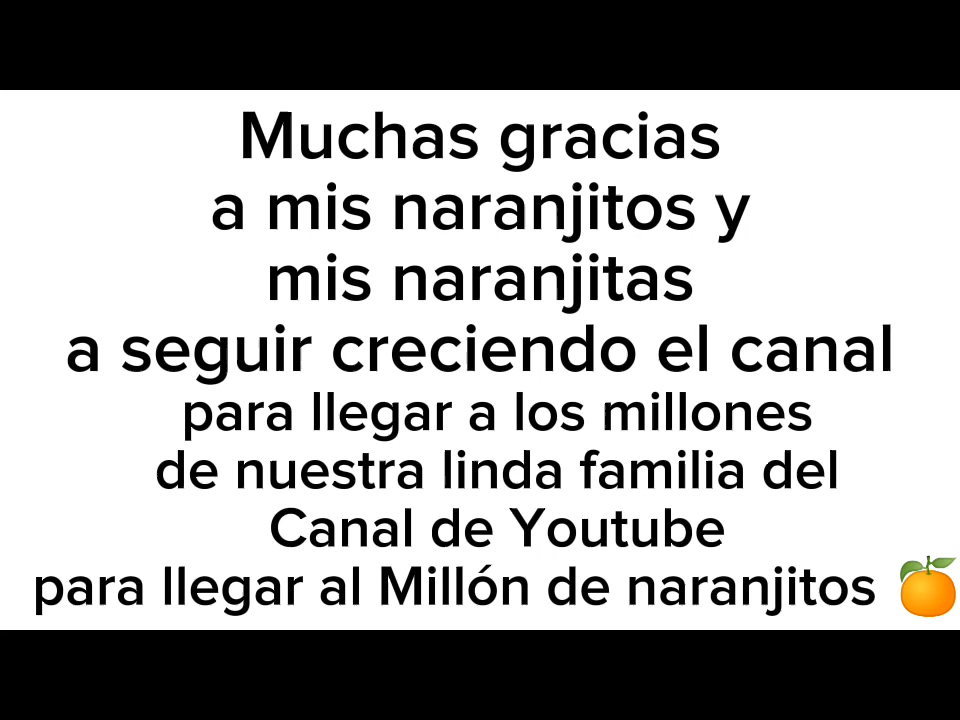 Muchas gracias
a mis naranjitos y
mis naranjitas
a seguir creciendo el canal
para llegar a los millones
de nuestra linda familia del
Canal de Youtube
para llegar al Millón de naranjitos 🍊